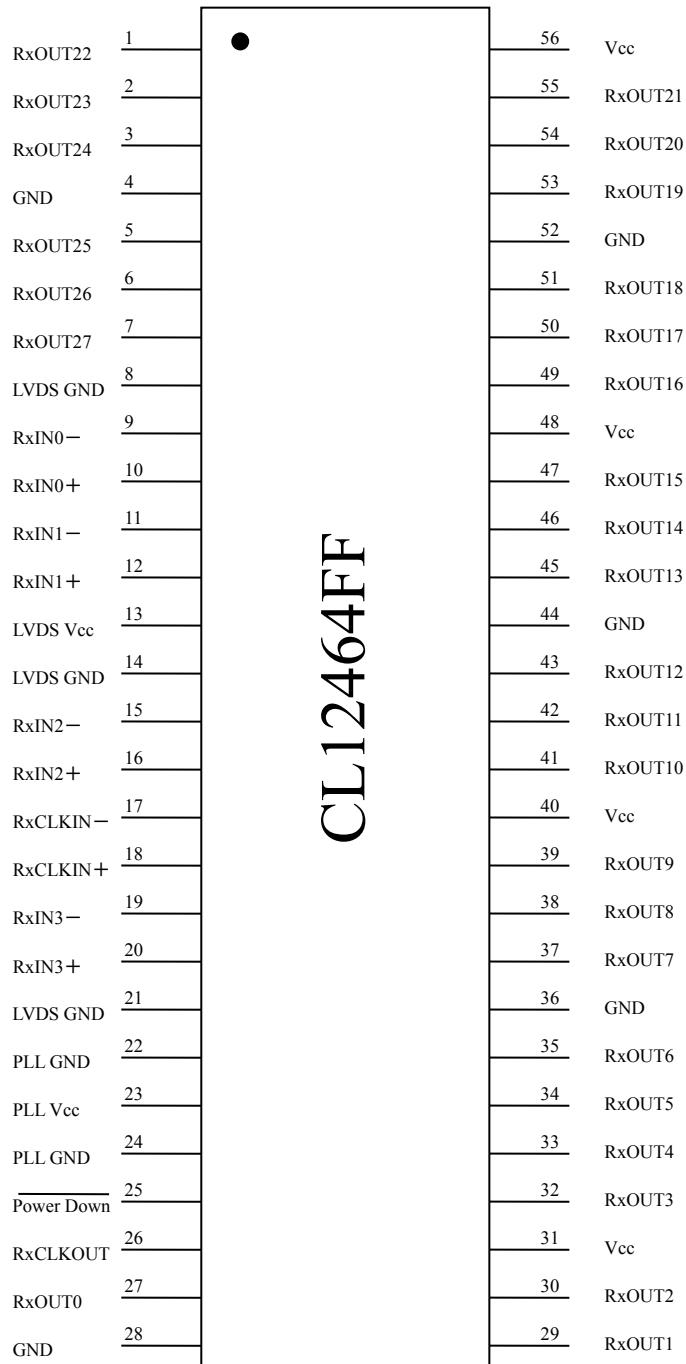 RxOUT22 1
RxOUT23 2
RxOUT24 3
GND 4
RxOUT25 5
RxOUT26 6
RxOUT27 7
LVDS GND 8
RxIN0− 9
RxIN0+ 10
RxIN1− 11
RxIN1+ 12
LVDS Vcc 13
LVDS GND 14
RxIN2− 15
RxIN2+ 16
RxCLKIN− 17
RxCLKIN+ 18
RxIN3− 19
RxIN3+ 20
LVDS GND 21
PLL GND 22
PLL Vcc 23
PLL GND 24
Power Down 25
RxCLKOUT 26
RxOUT0 27
GND 28
CL12464FF
56 Vcc
55 RxOUT21
54 RxOUT20
53 RxOUT19
52 GND
51 RxOUT18
50 RxOUT17
49 RxOUT16
48 Vcc
47 RxOUT15
46 RxOUT14
45 RxOUT13
44 GND
43 RxOUT12
42 RxOUT11
41 RxOUT10
40 Vcc
39 RxOUT9
38 RxOUT8
37 RxOUT7
36 GND
35 RxOUT6
34 RxOUT5
33 RxOUT4
32 RxOUT3
31 Vcc
30 RxOUT2
29 RxOUT1